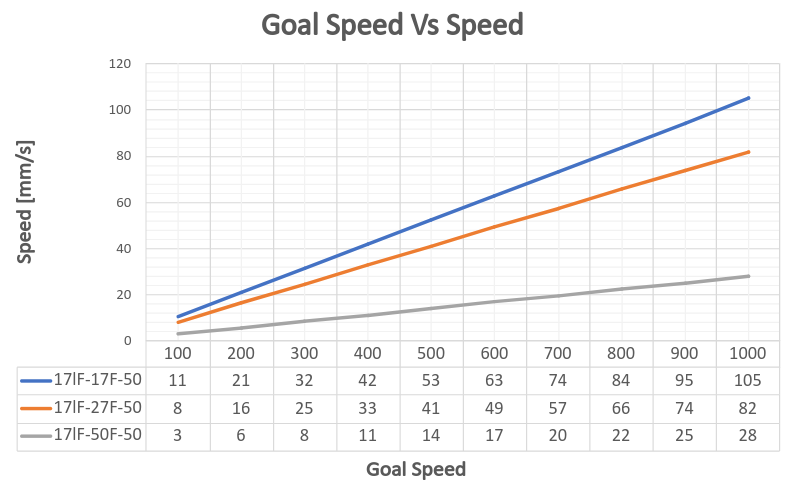 Goal Speed Vs Speed
120
100
80
60
40
20
0
Speed [mm/s]
100 200 300 400 500 600 700 800 900 1000
17lF-17F-50 11 21 32 42 53 63 74 84 95 105
17lF-27F-50 8 16 25 33 41 49 57 66 74 82
17lF-50F-50 3 6 8 11 14 17 20 22 25 28
Goal Speed